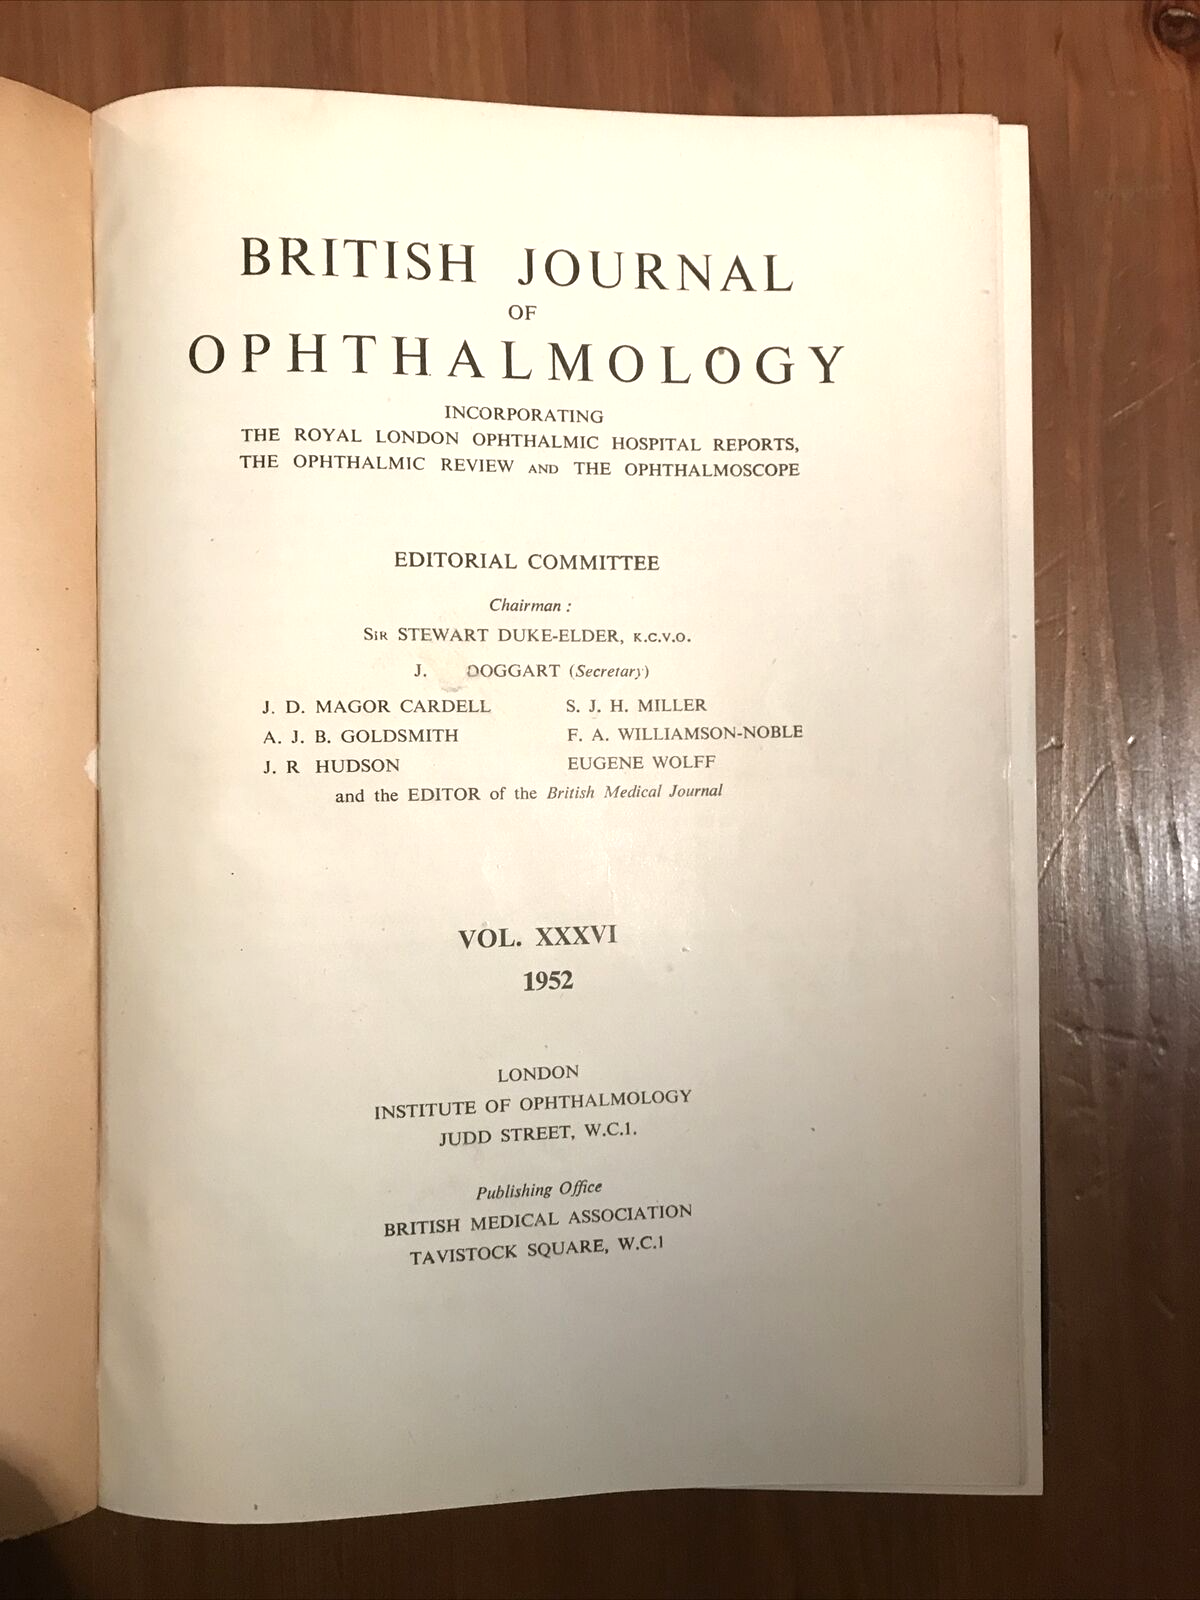 BRITISH JOURNAL
OF
OPHTHALMOLOGY
INCORPORATING
THE ROYAL LONDON OPHTHALMIC HOSPITAL REPORTS,
THE OPHTHALMIC REVIEW AND THE OPHTHALMOSCOPE
EDITORIAL COMMITTEE
Chairman :
SIR STEWART DUKE-ELDER, K.C.V.O.
J. DOGGART (Secretary)
J. D. MAGOR CARDELL S. J. H. MILLER
A. J. B. GOLDSMITH F. A. WILLIAMSON-NOBLE
J. R HUDSON EUGENE WOLFF
and the EDITOR of the British Medical Journal
VOL. XXXVI
1952
LONDON
INSTITUTE OF OPHTHALMOLOGY
JUDD STREET, W.C.1.
Publishing Office
BRITISH MEDICAL ASSOCIATION
TAVISTOCK SQUARE, W.C.1